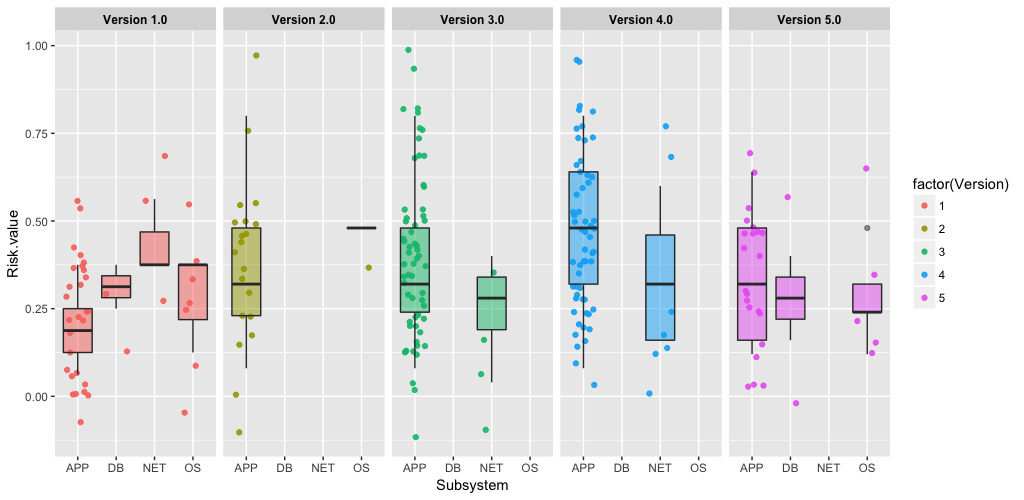 Version 1.0 Version 2.0 Version 3.0 Version 4.0 Version 5.0
1.00
0.75
0.50
0.25
0.00
Risk.value
APP DB NET OS APP DB NET OS APP DB NET OS APP DB NET OS APP DB NET OS
Subsystem
factor(Version)
1
2
3
4
5